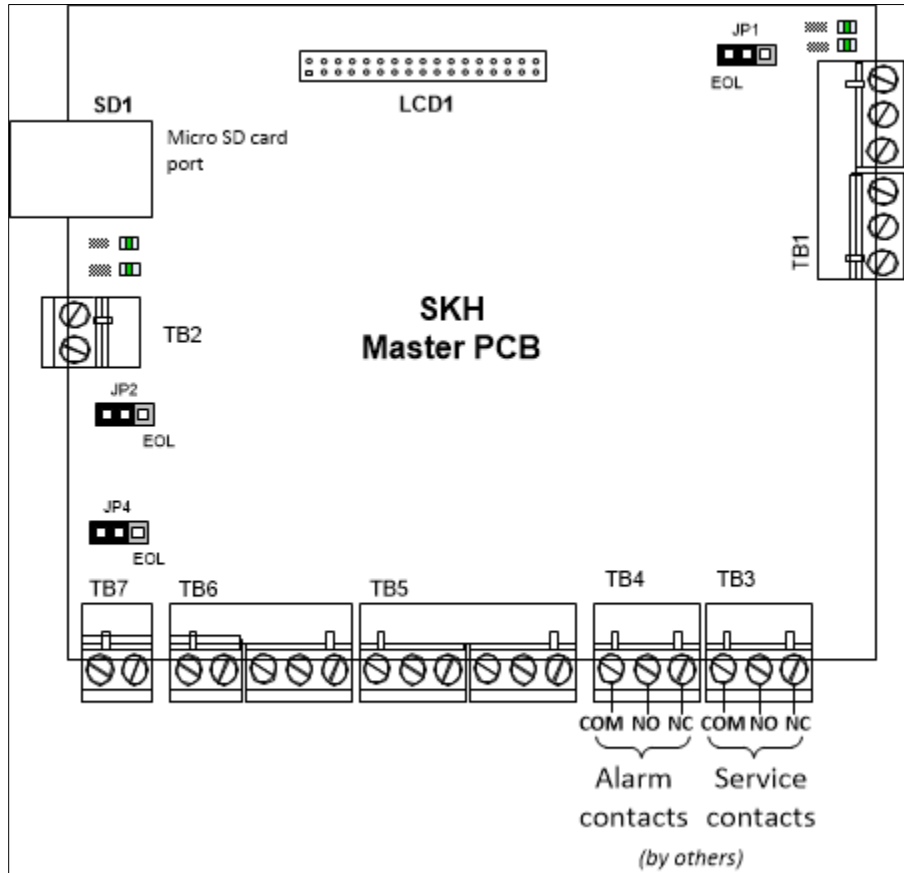 JP1
EOL
LCD1
SD1
Micro SD card
port
TB1
SKH
Master PCB
TB2
JP2
EOL
JP4
EOL
TB7
TB6
TB5
TB4
TB3
COM NO NC
COM NO NC
Alarm
contacts
Service
contacts
(by others)